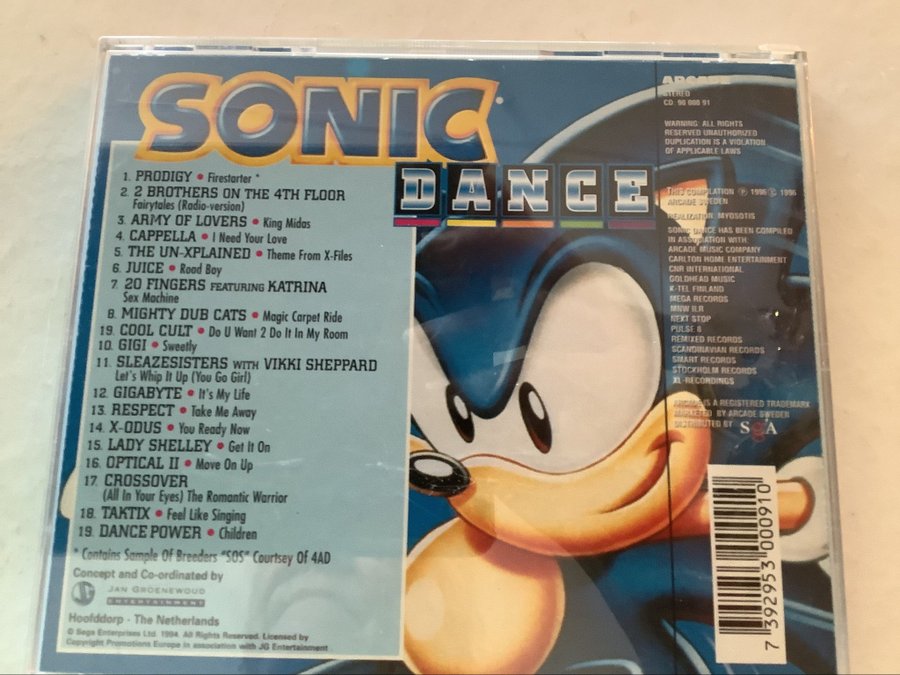 SONIC
DANCE
1. PRODIGY • Firestarter *
2. 2 BROTHERS ON THE 4TH FLOOR
Fairytales (Radio-version)
3. ARMY OF LOVERS • King Midas
4. CAPPELLA • I Need Your Love
5. THE UN-XPLAINED • Theme From X-Files
6. JUICE • Road Boy
7. 20 FINGERS FEATURING KATRINA
Sex Machine
8. MIGHTY DUB CATS • Magic Carpet Ride
19. COOL CULT • Do U Want 2 Do It In My Room
10. GIGI • Sweetly
11. SLEAZESISTERS WITH VIKKI SHEPPARD
Let's Whip It Up (You Go Girl)
12. GIGABYTE • It's My Life
13. RESPECT • Take Me Away
14. X-ODUS • You Ready Now
15. LADY SHELLEY • Get It On
16. OPTICAL II • Move On Up
17. CROSSOVER
(All In Your Eyes) The Romantic Warrior
18. TAKTIX • Feel Like Singing
19. DANCE POWER • Children
* Contains Sample Of Breeders "SOS" Courtsey Of 4AD
Concept and Co-ordinated by
JAN GROENEWOUD
ENTERTAINMENT
Hoofddorp - The Netherlands
© Sega Enterprises Ltd. 1994. All Rights Reserved. Licensed by
Copyright Promotions Europe in association with JG Entertainment
ARCADE
STEREO
CD: 90 000 91
WARNING: ALL RIGHTS
RESERVED UNAUTHORIZED
DUPLICATION IS A VIOLATION
OF APPLICABLE LAWS
THIS COMPILATION ℗ 1996 © 1996
ARCADE SWEDEN
REALIZATION: MYOSOTIS
SONIC DANCE HAS BEEN COMPILED
IN ASSOCIATION WITH:
ARCADE MUSIC COMPANY
CARLTON HOME ENTERTAINMENT
CNR INTERNATIONAL
GOLDHEAD MUSIC
K-TEL FINLAND
MEGA RECORDS
MNW ILR
NEXT STOP
PULSE 8
REMIXED RECORDS
SCANDINAVIAN RECORDS
SMART RECORDS
STOCKHOLM RECORDS
XL-RECORDINGS
ARCADE IS A REGISTERED TRADEMARK
MARKETED BY ARCADE SWEDEN
DISTRIBUTED BY SGA
7 392953 000910